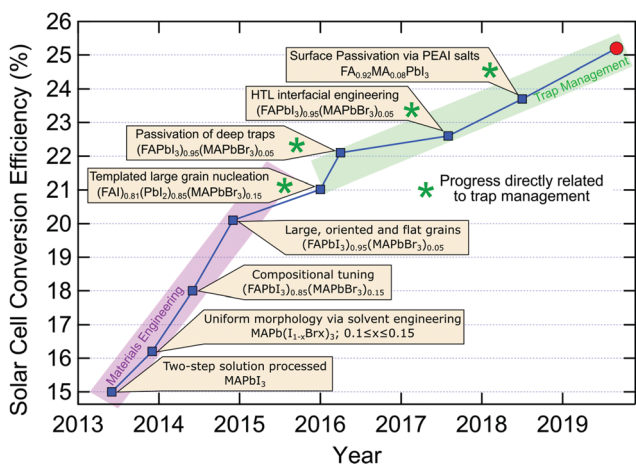 Solar Cell Conversion Efficiency (%)
26
25
24
23
22
21
20
19
18
17
16
15
2013
2014
2015
2016
2017
2018
2019
Year
Surface Passivation via PEAI salts
FA0.92MA0.08PbI3
HTL interfacial engineering
(FAPbI3)0.95(MAPbBr3)0.05
Passivation of deep traps
(FAPbI3)0.95(MAPbBr3)0.05
Templated large grain nucleation
(FAI)0.81(PbI2)0.85(MAPbBr3)0.15
Large, oriented and flat grains
(FAPbI3)0.95(MAPbBr3)0.05
Compositional tuning
(FAPbI3)0.85(MAPbBr3)0.15
Uniform morphology via solvent engineering
MAPb(I1-xBrx)3; 0.1≤x≤0.15
Two-step solution processed
MAPbI3
Trap Management
Materials Engineering
* Progress directly related
to trap management
*
*
*
*